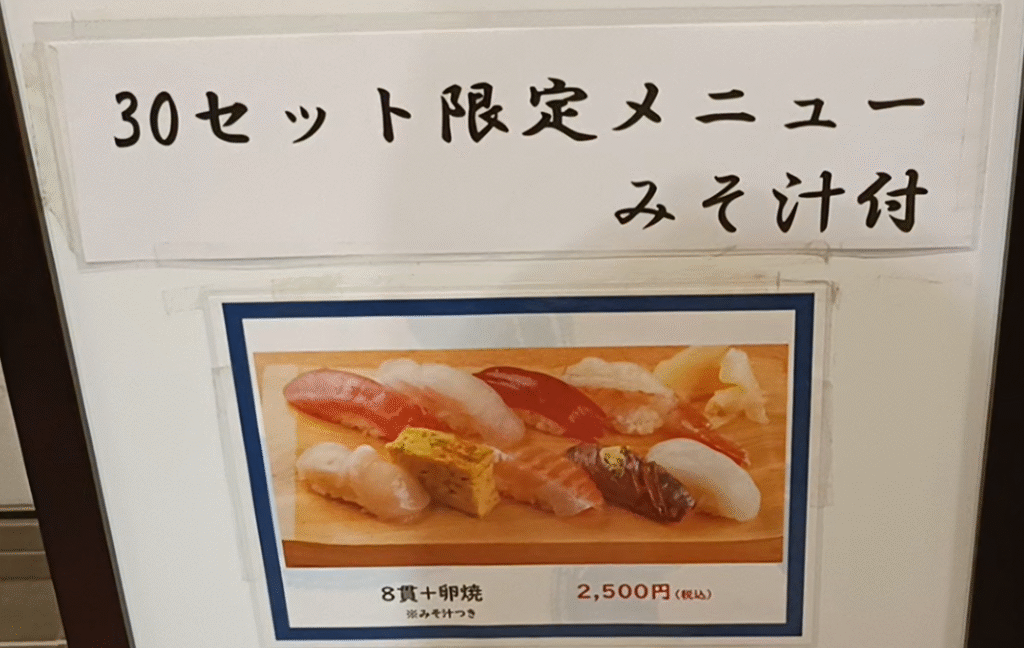 30セット限定メニュー
みそ汁付
8貫+卵焼
2,500円(税込)
※みそ汁つき